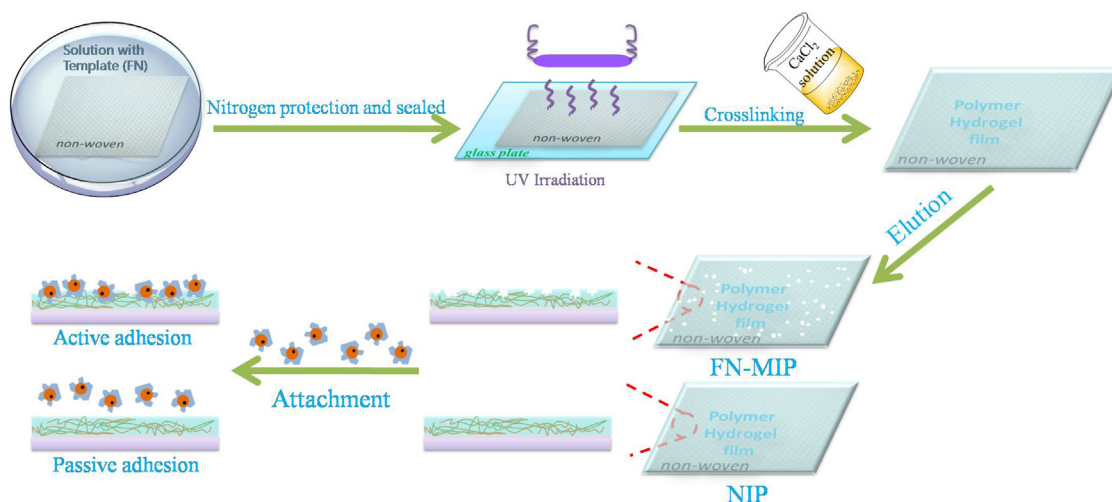 Solution with
Template (FN)
non-woven
Nitrogen protection and sealed
non-woven
glass plate
UV Irradiation
Crosslinking
CaCl₂
solution
Polymer
Hydrogel
film
non-woven
Elution
Polymer
Hydrogel
film
non-woven
FN-MIP
Active adhesion
Attachment
Passive adhesion
Polymer
Hydrogel
film
non-woven
NIP